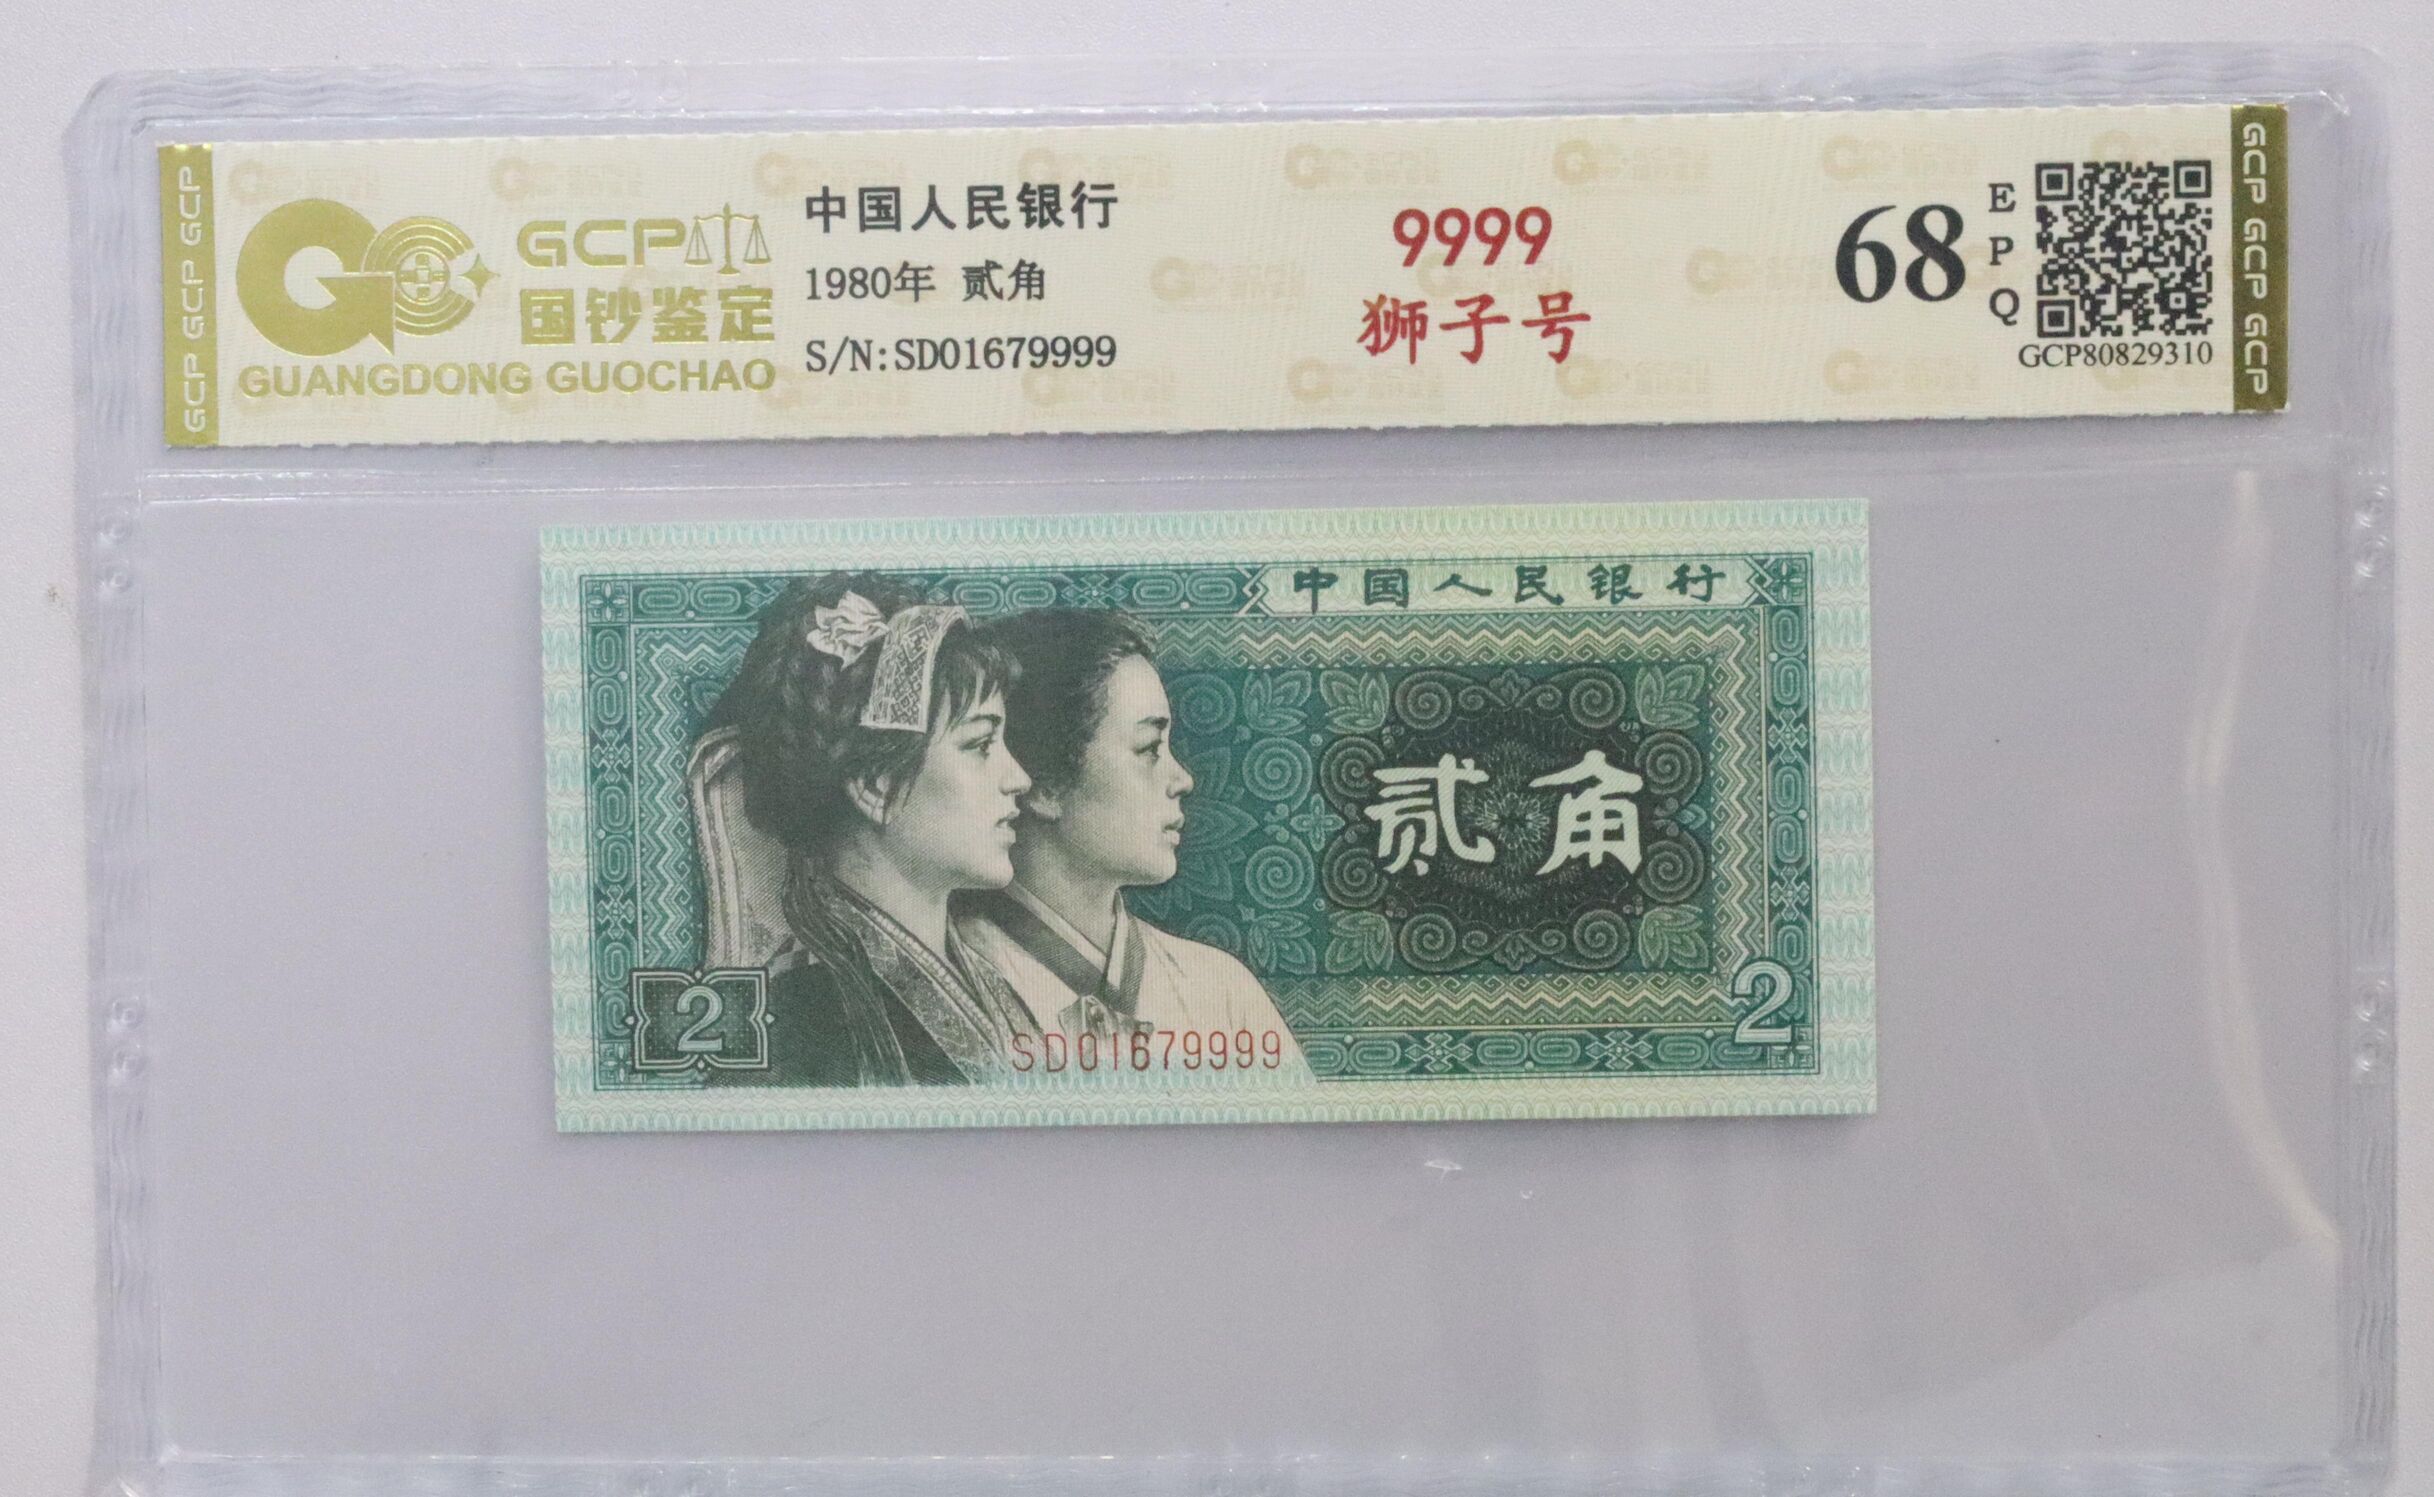 GCP GCP GCP
GCP
国钞鉴定
GUANGDONG GUOCHAO
中国人民银行
1980年 贰角
S/N:SD01679999
9999
狮子号
68
EPQ
GCP80829310
GCP GCP GCP
中国人民银行
贰角
2
2
SD01679999